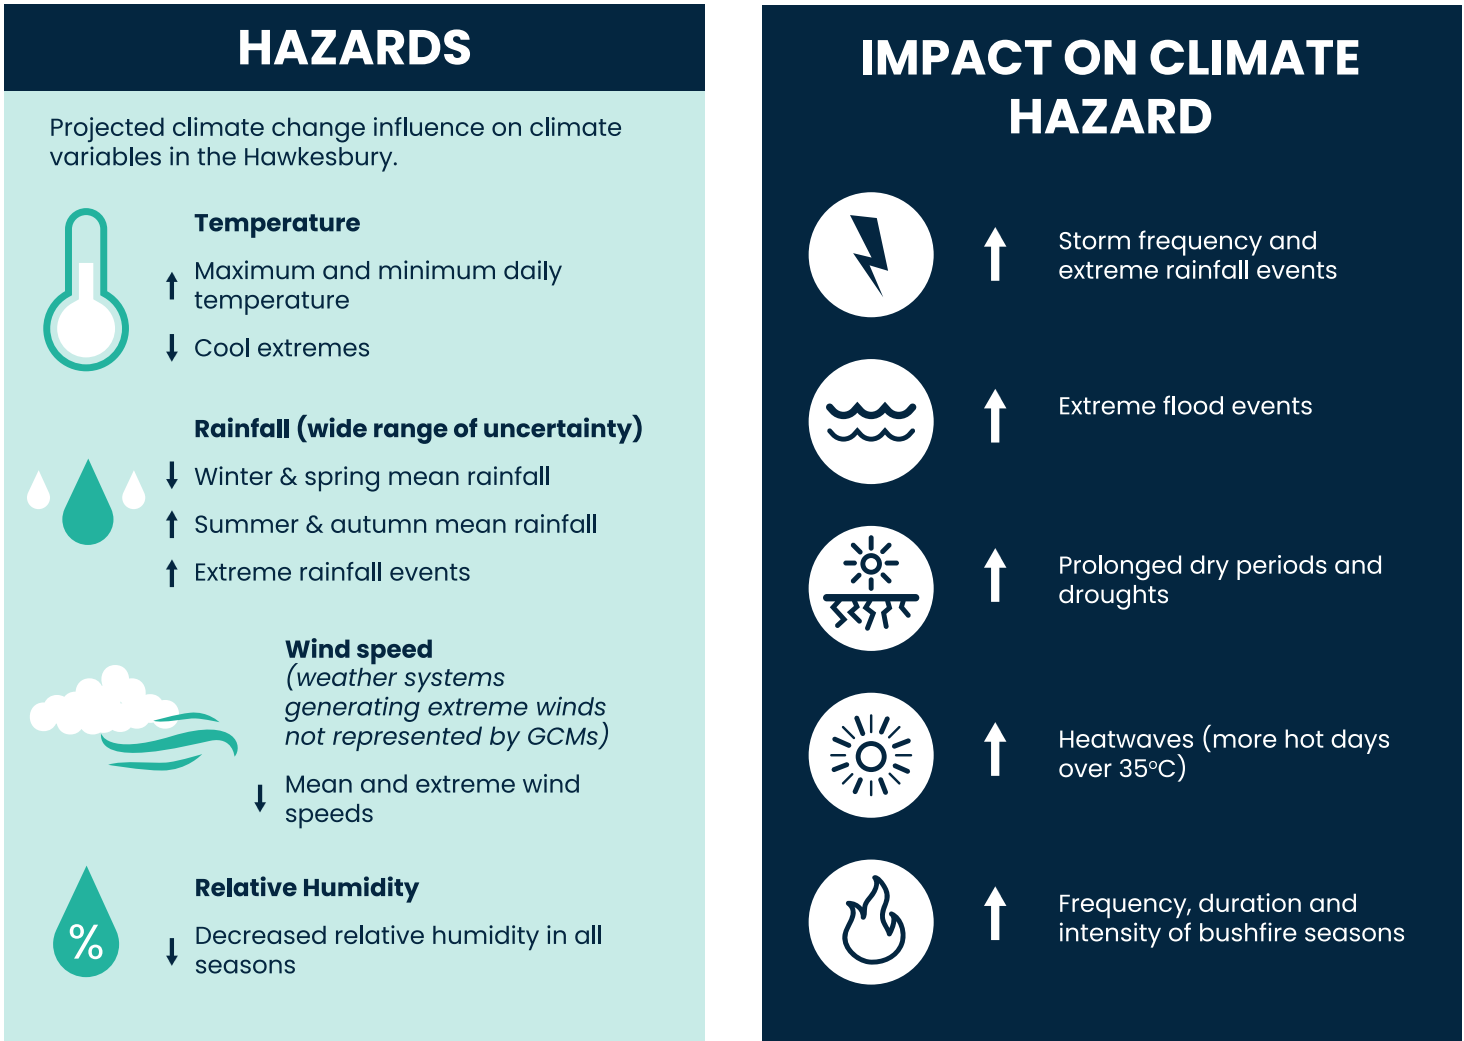 HAZARDS
Projected climate change influence on climate
variables in the Hawkesbury.
Temperature
Maximum and minimum daily
temperature
Cool extremes
Rainfall (wide range of uncertainty)
Winter & spring mean rainfall
Summer & autumn mean rainfall
Extreme rainfall events
Wind speed
(weather systems
generating extreme winds
not represented by GCMs)
Mean and extreme wind
speeds
%
Relative Humidity
Decreased relative humidity in all
seasons
IMPACT ON CLIMATE
HAZARD
Storm frequency and
extreme rainfall events
Extreme flood events
Prolonged dry periods and
droughts
Heatwaves (more hot days
over 35ºC)
Frequency, duration and
intensity of bushfire seasons